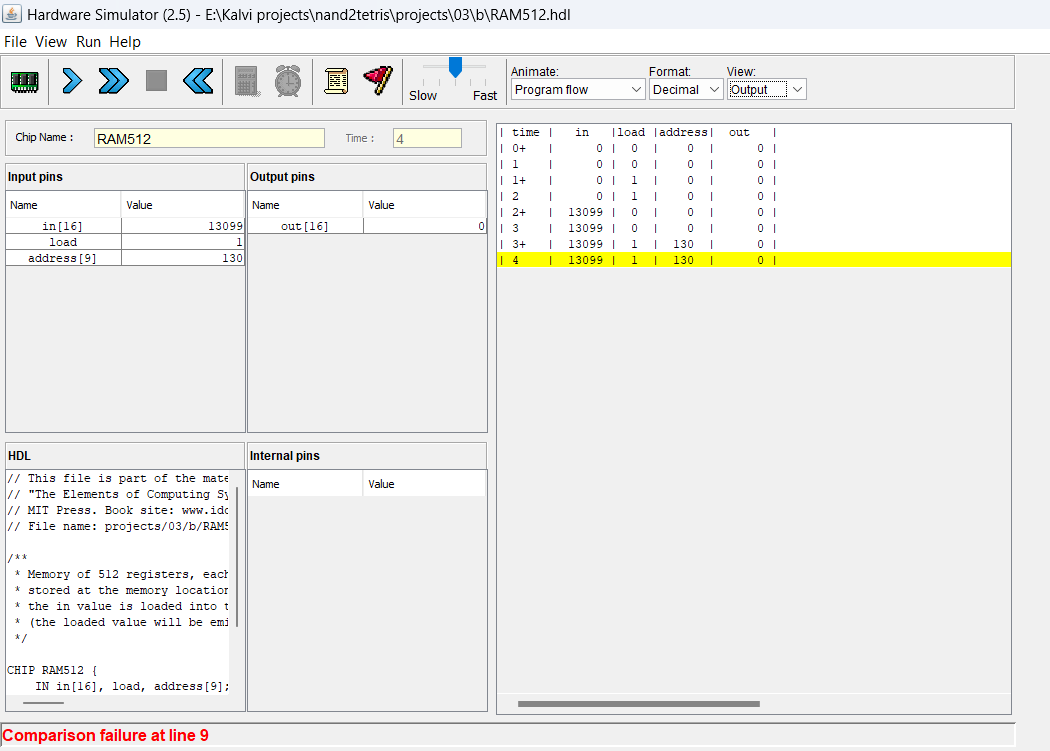 Hardware Simulator (2.5) - E:\Kalvi projects\nand2tetris\projects\03\b\RAM512.hdl
File View Run Help
Animate: Format: View:
Slow Fast Program flow Decimal Output
Chip Name : RAM512 Time : 4
Input pins
Name Value
in[16] 13099
load 1
address[9] 130
Output pins
Name Value
out[16] 0
HDL
// This file is part of the mate
// "The Elements of Computing Sy
// MIT Press. Book site: www.idc
// File name: projects/03/b/RAM5
/**
* Memory of 512 registers, each
* stored at the memory location
* the in value is loaded into t
* (the loaded value will be emi
*/
CHIP RAM512 {
IN in[16], load, address[9];
Internal pins
Name Value
| time | in |load |address| out |
| 0+ | 0 | 0 | 0 | 0 |
| 1 | 0 | 0 | 0 | 0 |
| 1+ | 0 | 1 | 0 | 0 |
| 2 | 0 | 1 | 0 | 0 |
| 2+ | 13099 | 0 | 0 | 0 |
| 3 | 13099 | 0 | 0 | 0 |
| 3+ | 13099 | 1 | 130 | 0 |
| 4 | 13099 | 1 | 130 | 0 |
Comparison failure at line 9